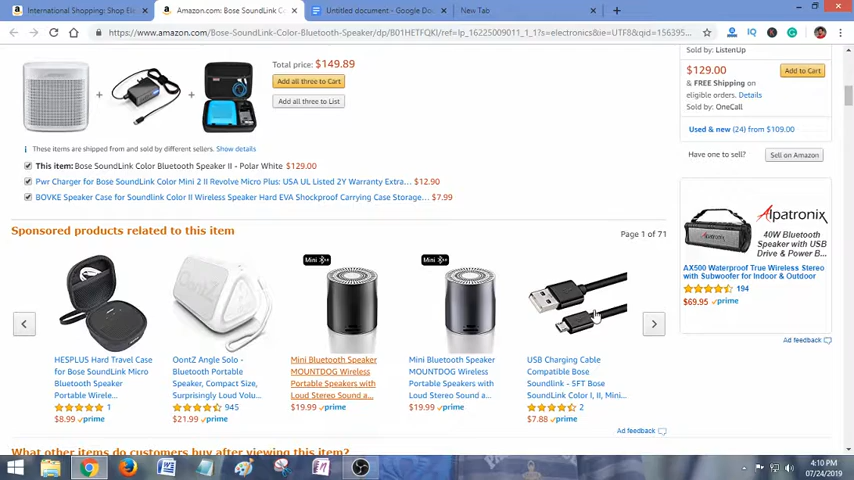 International Shopping: Shop Ele
Amazon.com: Bose SoundLink Co
Untitled document - Google Do
New Tab
https://www.amazon.com/Bose-SoundLink-Color-Bluetooth-Speaker/dp/B01HETFQKI/ref=lp_16225009011_1_1?s=electronics&ie=UTF8&qid=156395...
Total price: $149.89
Add all three to Cart
Add all three to List
These items are shipped from and sold by different sellers. Show details
This item: Bose SoundLink Color Bluetooth Speaker II - Polar White $129.00
Pwr Charger for Bose SoundLink Color Mini 2 II Revolve Micro Plus: USA UL Listed 2Y Warranty Extra... $12.90
BOVKE Speaker Case for Soundlink Color II Wireless Speaker Hard EVA Shockproof Carrying Case Storage... $7.99
Sponsored products related to this item
Page 1 of 71
Mini
Mini
HESPLUS Hard Travel Case
for Bose SoundLink Micro
Bluetooth Speaker
Portable Wirele...
1
$8.99 prime
OontZ Angle Solo -
Bluetooth Portable
Speaker, Compact Size,
Surprisingly Loud Volu...
945
$21.99 prime
Mini Bluetooth Speaker
MOUNTDOG Wireless
Portable Speakers with
Loud Stereo Sound a...
$19.99 prime
Mini Bluetooth Speaker
MOUNTDOG Wireless
Portable Speakers with
Loud Stereo Sound a...
$19.99 prime
USB Charging Cable
Compatible Bose
Soundlink - 5FT Bose
SoundLink Color I, II, Mini...
2
$7.88 prime
Ad feedback
What other items do customers buy after viewing this item?
Sold by: ListenUp
$129.00
Add to Cart
& FREE Shipping on
eligible orders. Details
Sold by: OneCall
Used & new (24) from $109.00
Have one to sell?
Sell on Amazon
Alpatronix
40W Bluetooth
Speaker with USB
Drive & Power B...
AX500 Waterproof True Wireless Stereo
with Subwoofer for Indoor & Outdoor
194
$69.95 prime
Ad feedback
4:10 PM
07/24/2019